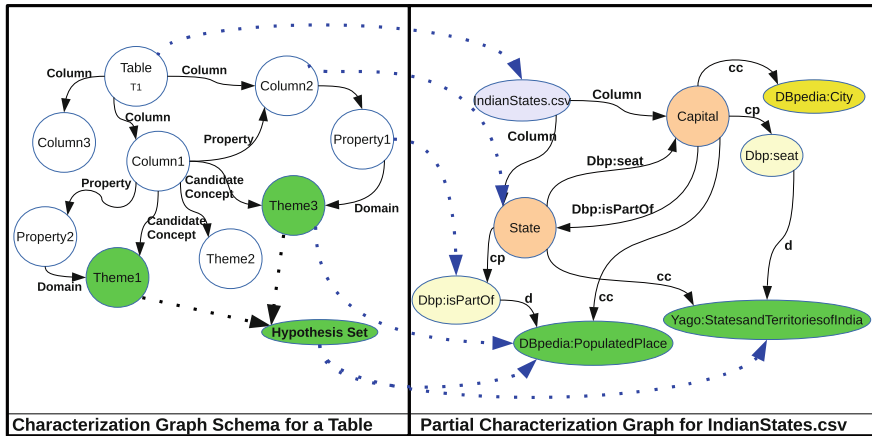 Table
T1
Column
Column
Column2
Column
Column3
Column1
Property
Property1
Property
Candidate
Concept
Theme3
Domain
Candidate
Concept
Property2
Theme2
Domain
Theme1
Hypothesis Set
Characterization Graph Schema for a Table
IndianStates.csv
Column
Column
cc
DBpedia:City
Capital
cp
Dbp:seat
Dbp:seat
Dbp:isPartOf
State
cp
cc
d
Dbp:isPartOf
d
cc
Yago:StatesandTerritoriesofIndia
DBpedia:PopulatedPlace
Partial Characterization Graph for IndianStates.csv